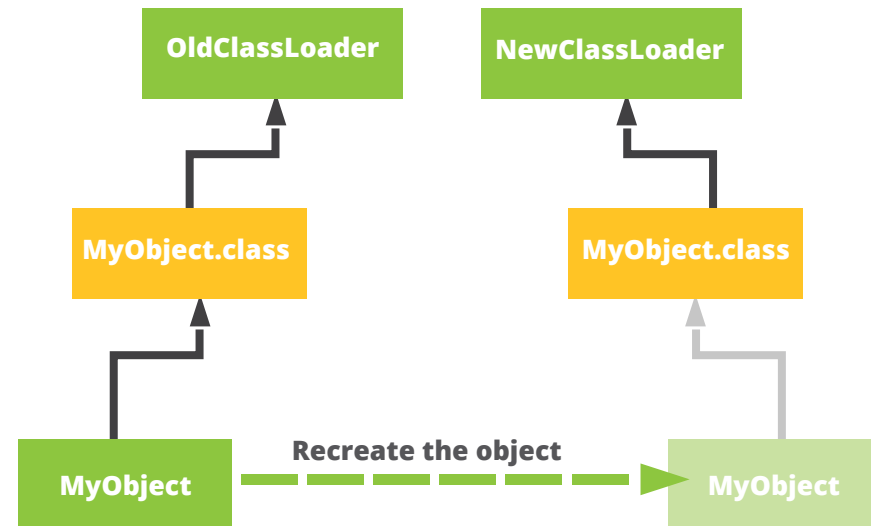 OldClassLoader
NewClassLoader
MyObject.class
MyObject.class
Recreate the object
MyObject
MyObject